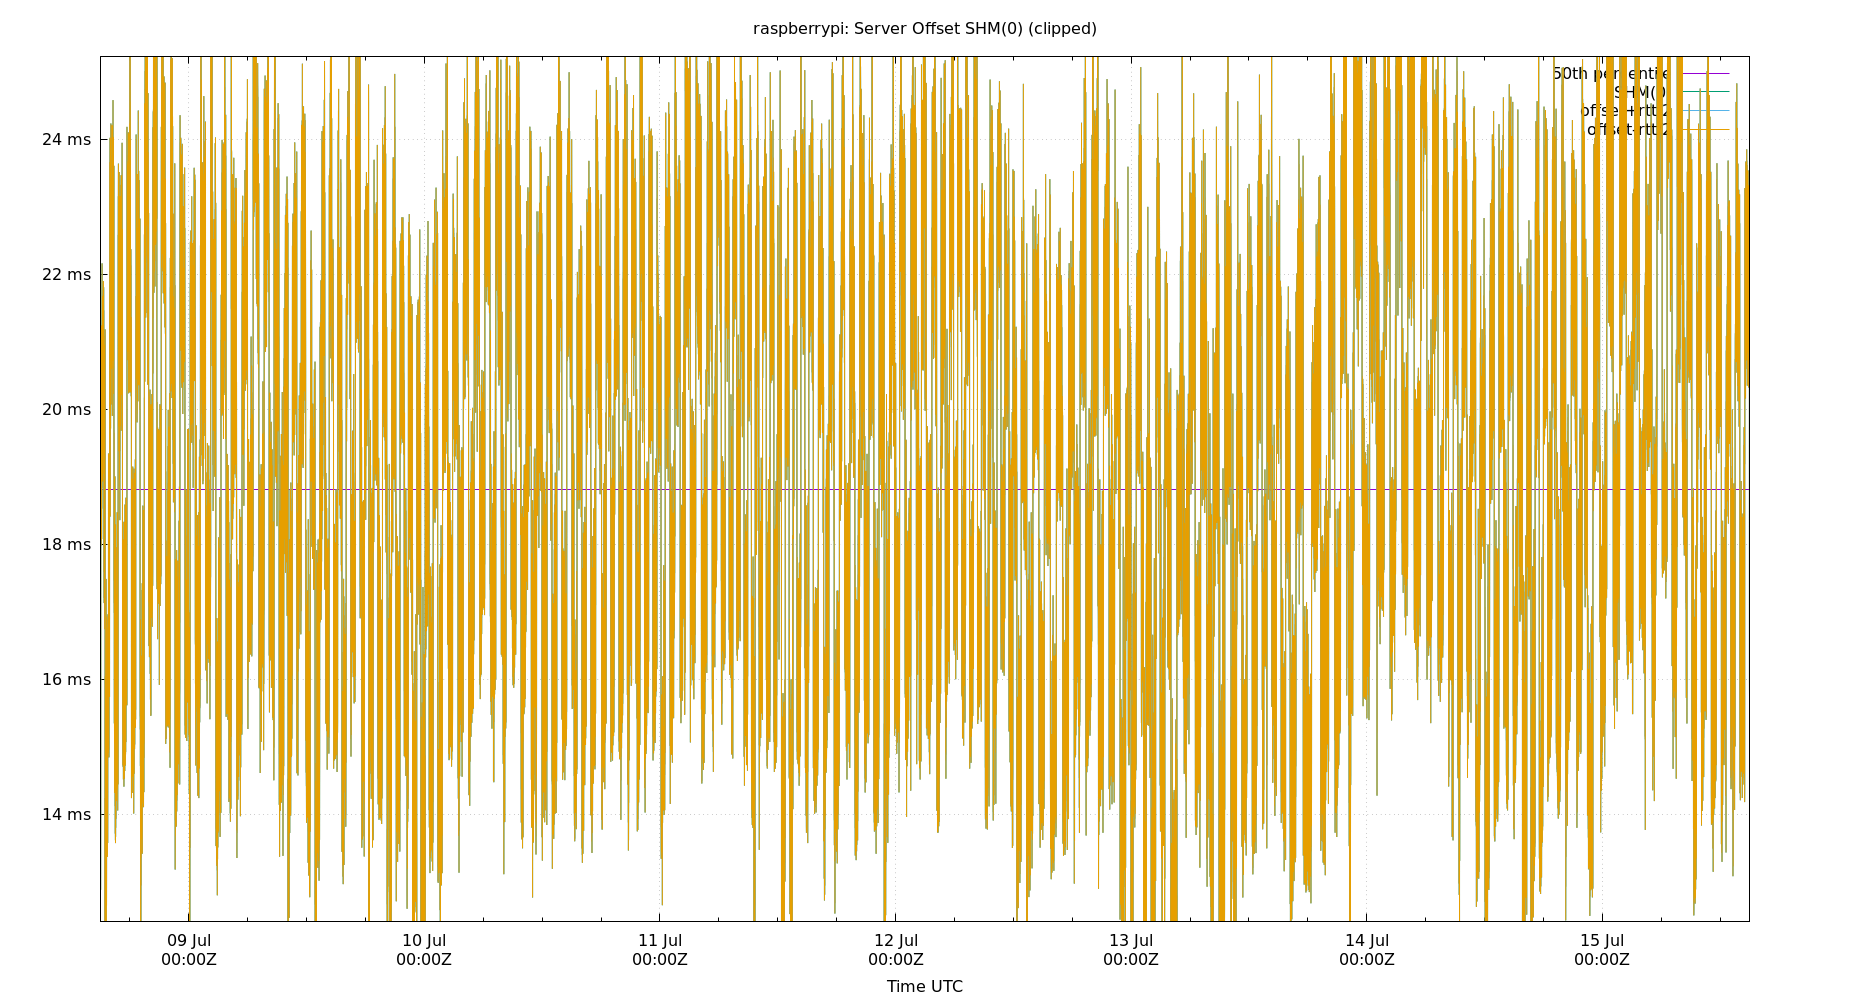 raspberrypi: Server Offset SHM(0) (clipped)
50th percentile
SHM(0)
offset+rtt/2
offset-rtt/2
24 ms
22 ms
20 ms
18 ms
16 ms
14 ms
09 Jul 10 Jul 11 Jul 12 Jul 13 Jul 14 Jul 15 Jul
00:00Z 00:00Z 00:00Z 00:00Z 00:00Z 00:00Z 00:00Z
Time UTC